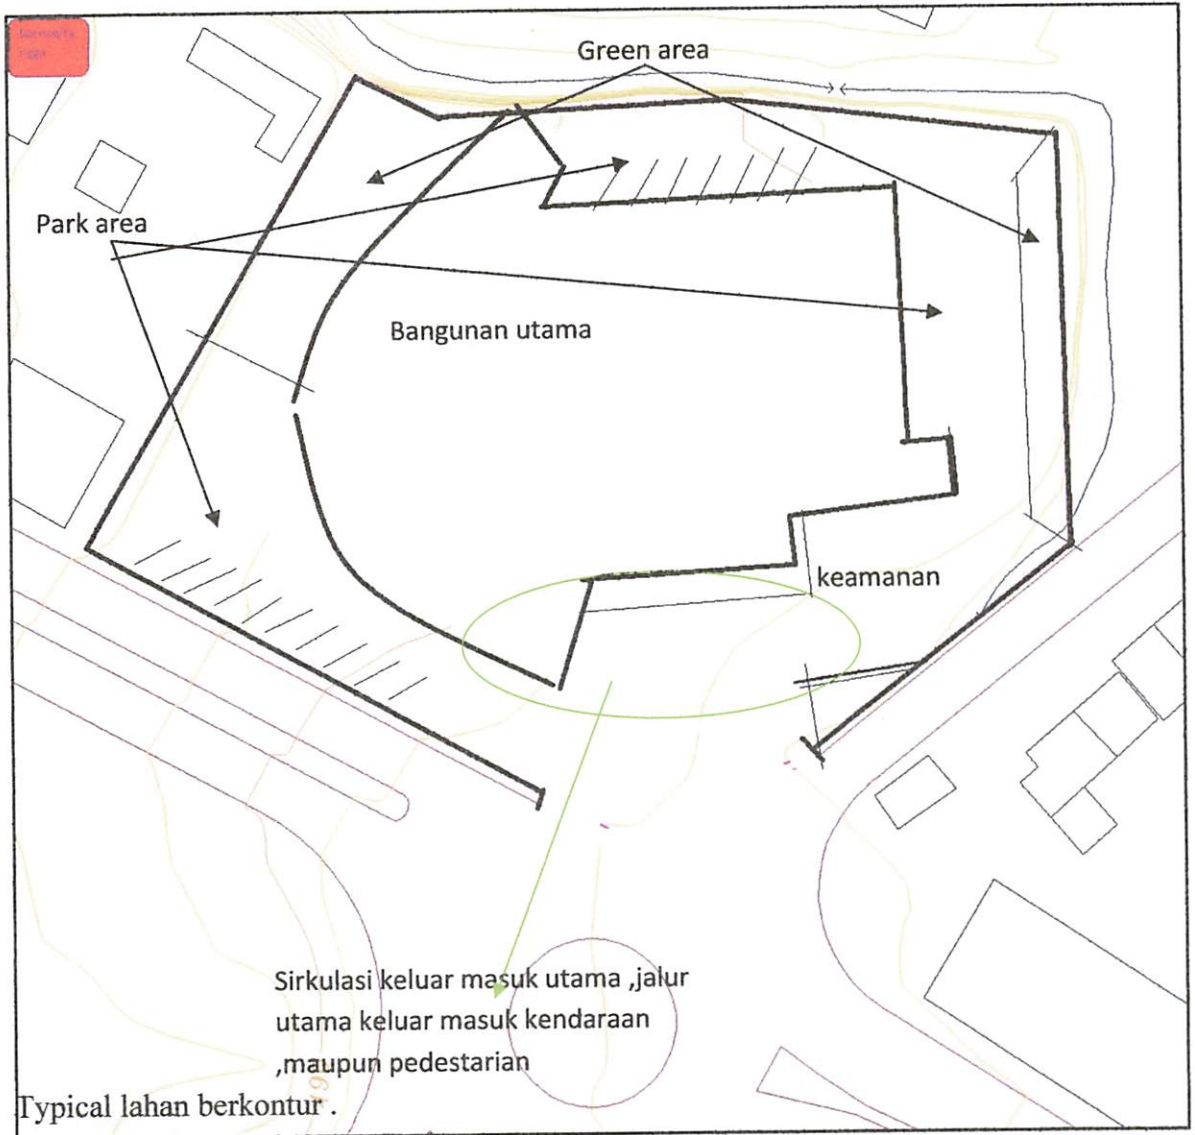 Green area
Park area
Bangunan utama
keamanan
Sirkulasi keluar masuk utama ,jalur
utama keluar masuk kendaraan
,maupun pedestarian
Typical lahan berkontur .